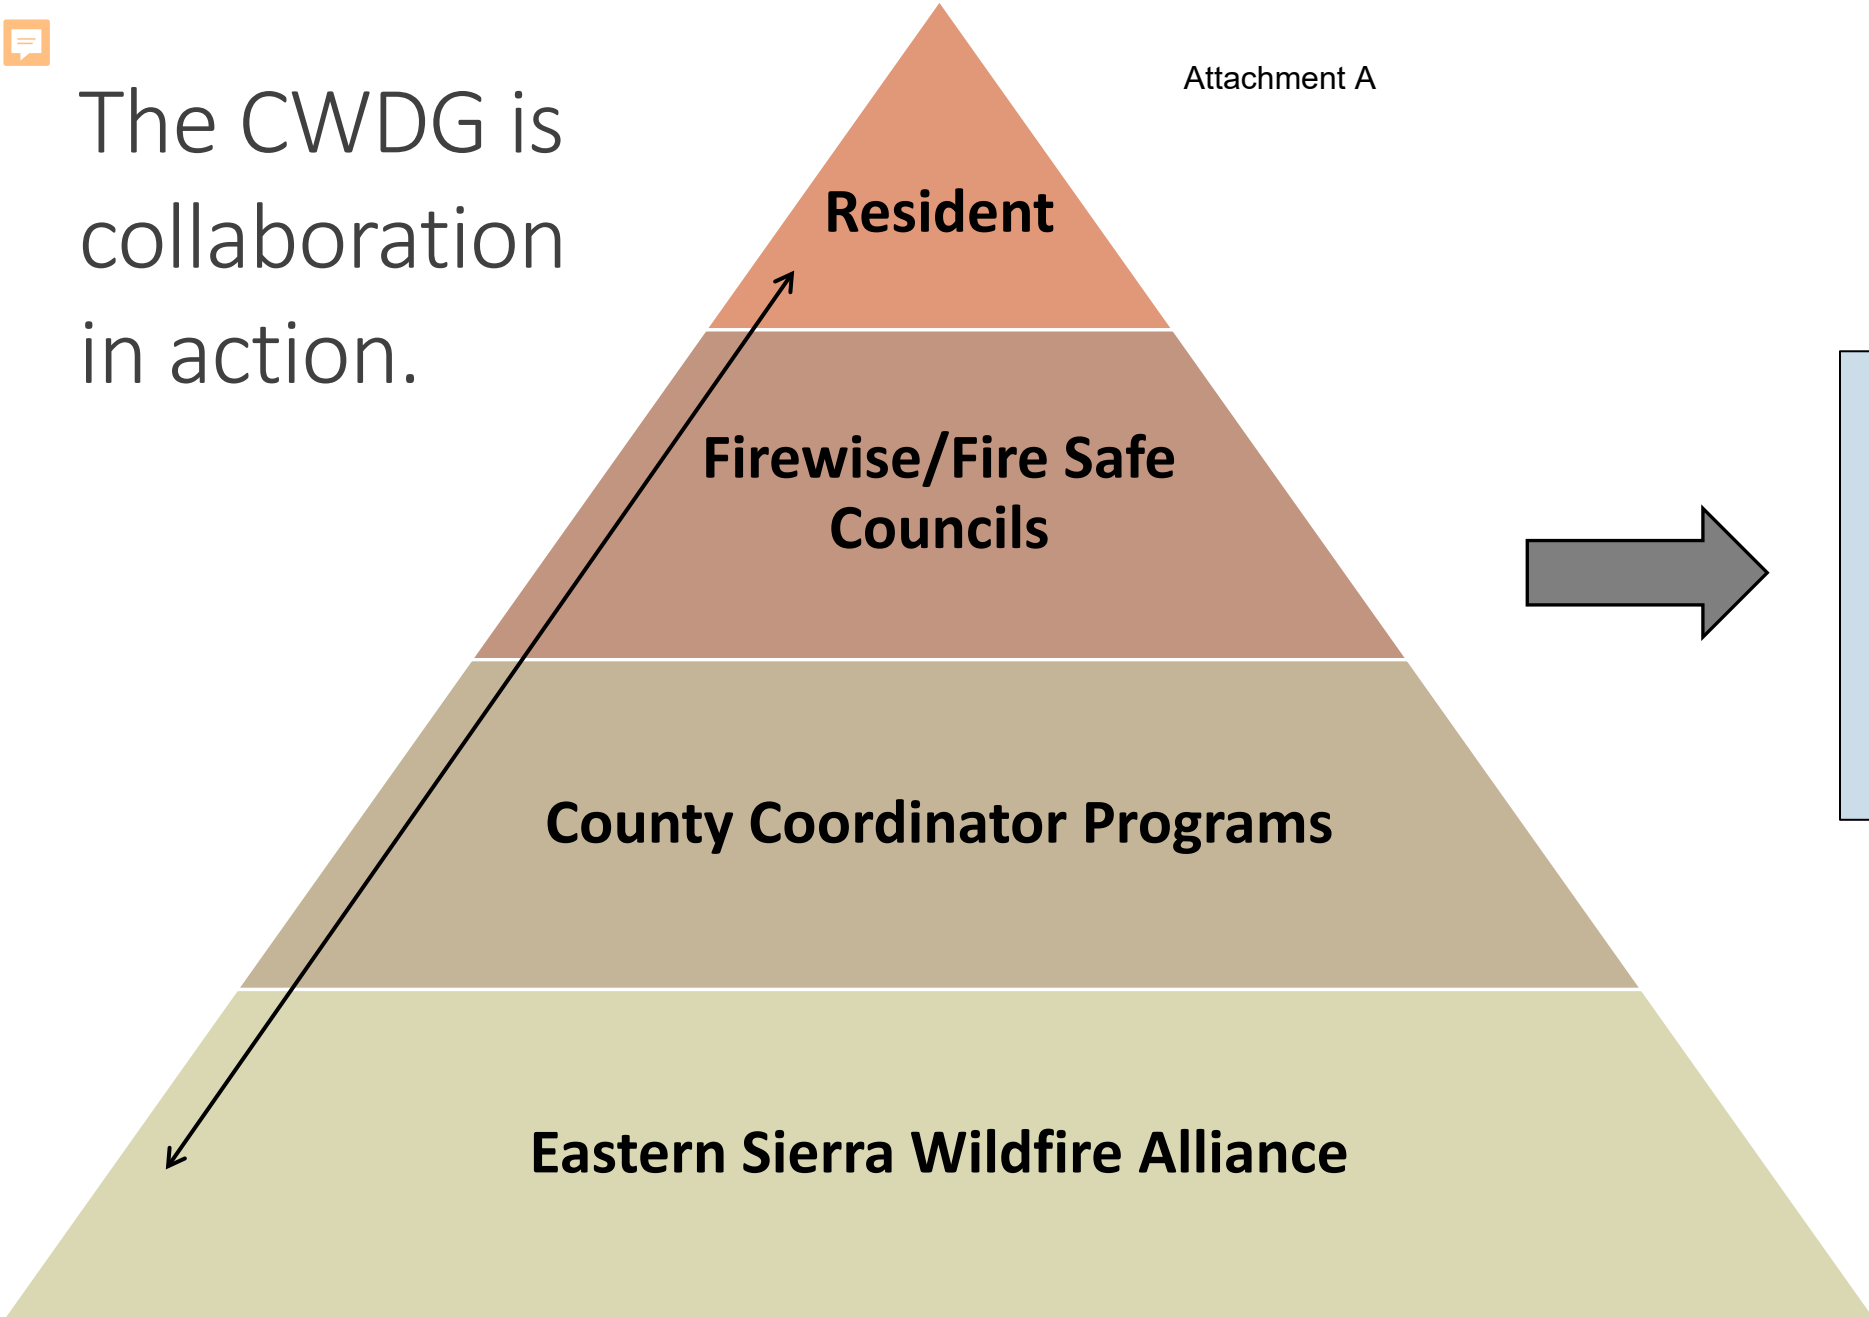 Attachment A
The CWDG is
collaboration
in action.
Resident
Firewise/Fire Safe
Councils
County Coordinator Programs
Eastern Sierra Wildfire Alliance